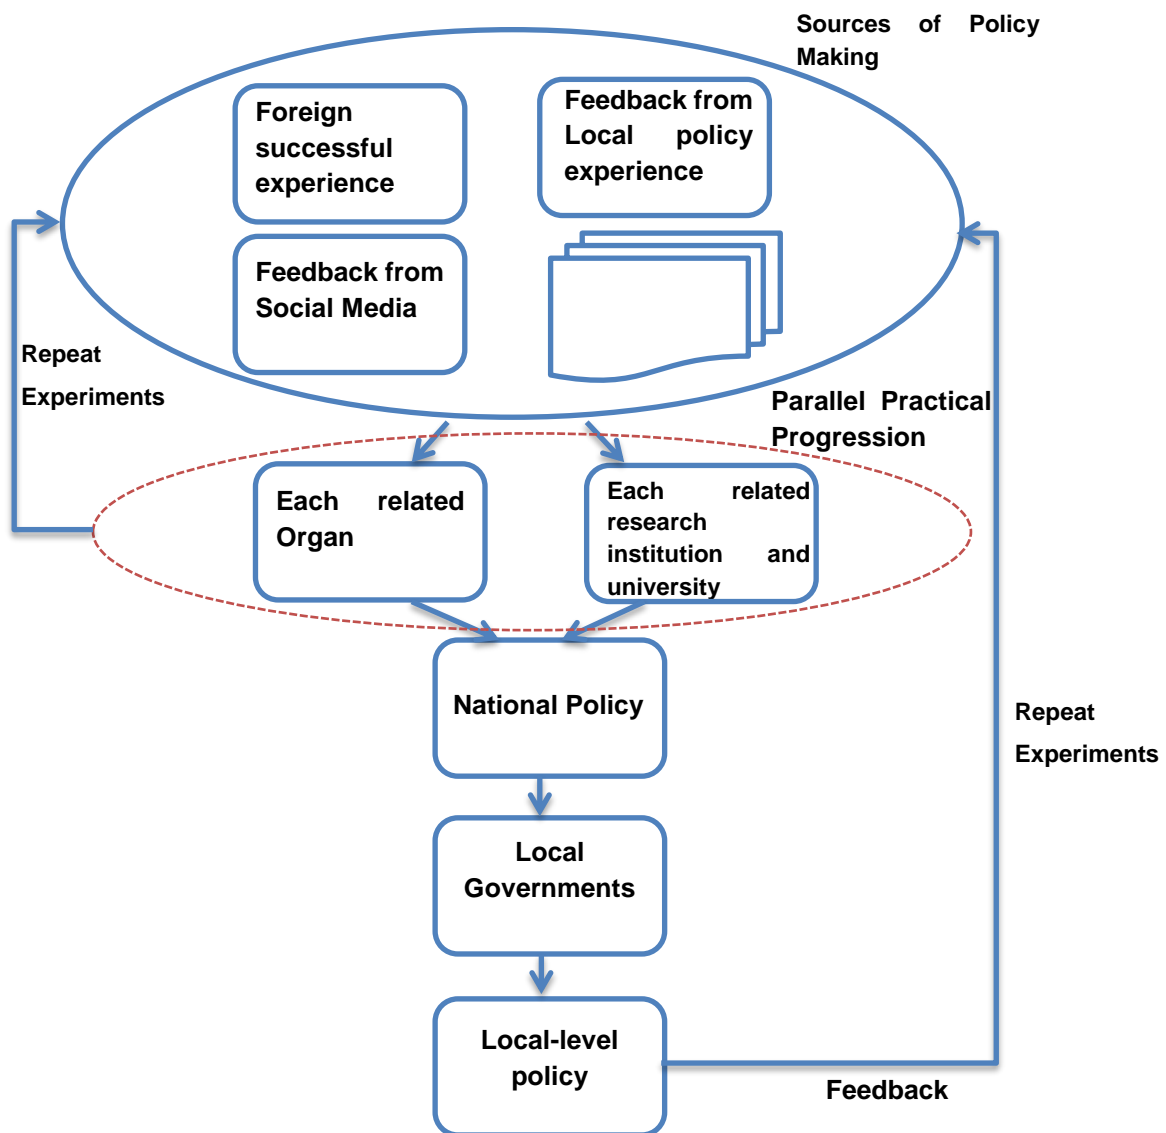 Sources of Policy
Making
Foreign
successful
experience
Feedback from
Local policy
experience
Feedback from
Social Media
Repeat
Experiments
Parallel Practical
Progression
Each related
Organ
Each related
research
institution and
university
National Policy
Repeat
Experiments
Local
Governments
Local-level
policy
Feedback